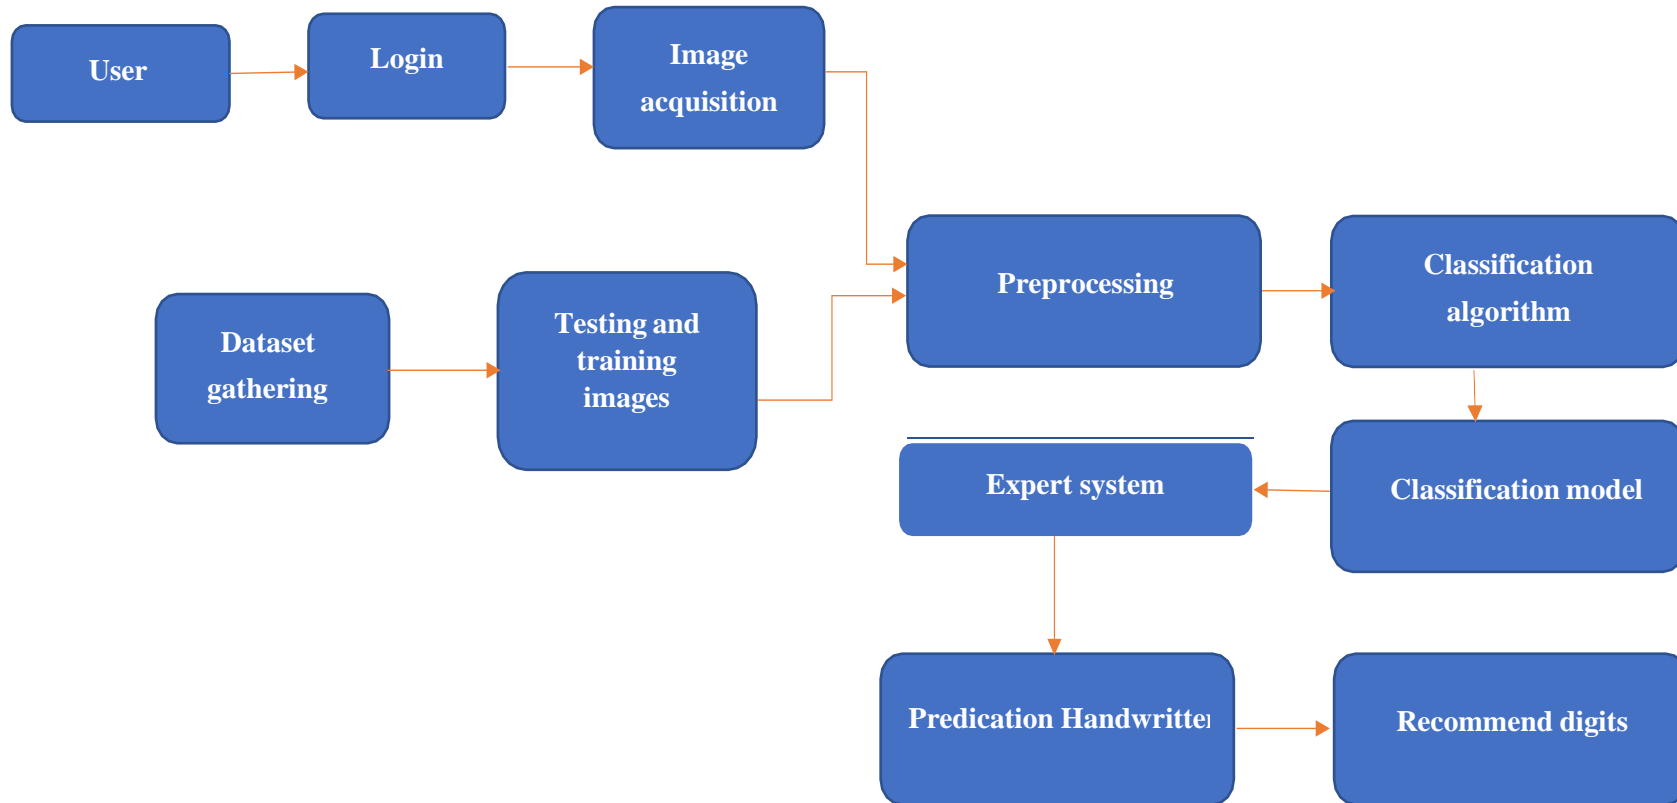 User
Login
Image
acquisition
Dataset
gathering
Testing and
training
images
Preprocessing
Classification
algorithm
Expert system
Classification model
Predication Handwritter
Recommend digits